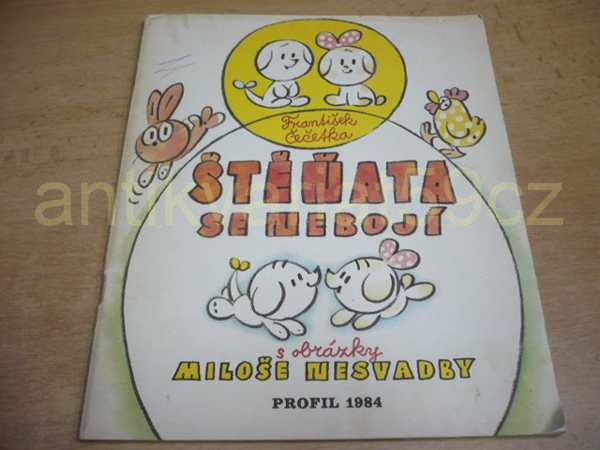 František
Čečetka
ŠTĚŇATA
SE NEBOJÍ
s obrázky
MILOŠE NESVADBY
PROFIL 1984